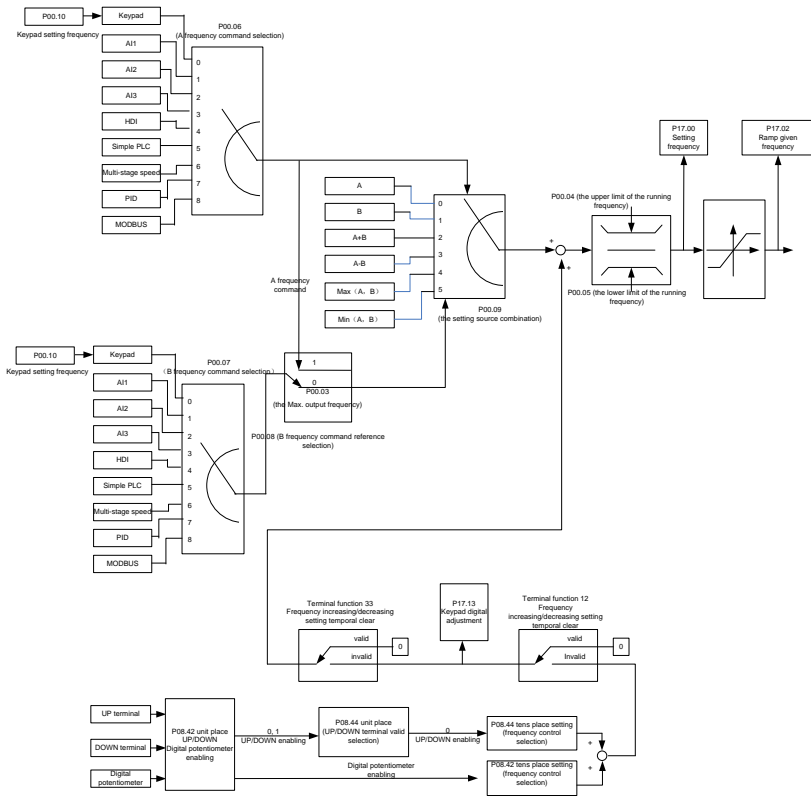 P00.10
Keypad
Keypad setting frequency
AI1
AI2
AI3
HDI
Simple PLC
Multi-stage speed
PID
MODBUS
P00.06
(A frequency command selection)
0
1
2
3
4
5
6
7
8
A
B
A+B
A-B
Max（A，B）
Min（A，B）
0
1
2
3
4
5
P00.09
(the setting source combination)
A frequency
command
P00.04 (the upper limit of the running
frequency)
P00.05 (the lower limit of the running
frequency)
+
+
P17.00
Setting
frequency
P17.02
Ramp given
frequency
P00.10
Keypad
Keypad setting frequency
AI1
AI2
AI3
HDI
Simple PLC
Multi-stage speed
PID
MODBUS
P00.07
（B frequency command selection)
0
1
2
3
4
5
6
7
8
1
0
P00.03
(the Max. output frequency)
P00.08 (B frequency command reference
selection)
Terminal function 33
Frequency increasing/decreasing
setting temporal clear
valid
invalid
0
P17.13
Keypad digital
adjustment
Terminal function 12
Frequency
increasing/decreasing setting
temporal clear
valid
Invalid
0
UP terminal
DOWN terminal
Digital
potentiometer
P08.42 unit place
UP/DOWN
Digital potentiometer
enabling
0, 1
UP/DOWN enabling
P08.44 unit place
(UP/DOWN terminal valid
selection)
0
UP/DOWN enabling
P08.44 tens place setting
(frequency control
selection)
Digital potentiometer
enabling
P08.42 tens place setting
(frequency control
selection)
+
+